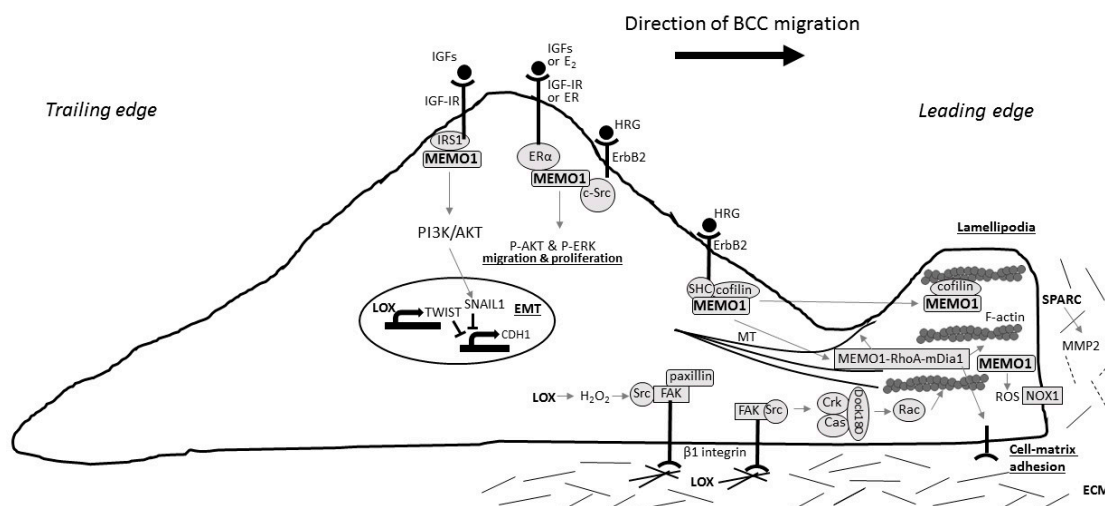 Direction of BCC migration
Trailing edge
Leading edge
IGFs
IGF-IR
IRS1
MEMO1
PI3K/AKT
IGFs
or E2
IGF-IR
or ER
ERα
MEMO1
c-Src
HRG
ErbB2
P-AKT & P-ERK
migration & proliferation
LOX
TWIST
SNAIL1
EMT
CDH1
HRG
ErbB2
SHC
cofilin
MEMO1
MT
MEMO1-RhoA-mDia1
Lamellipodia
cofilin
MEMO1
F-actin
MEMO1
ROS
NOX1
SPARC
MMP2
LOX
H2O2
Src
FAK
paxillin
FAK
Src
Crk
Cas
Dock180
Rac
β1 integrin
LOX
Cell-matrix
adhesion
ECM